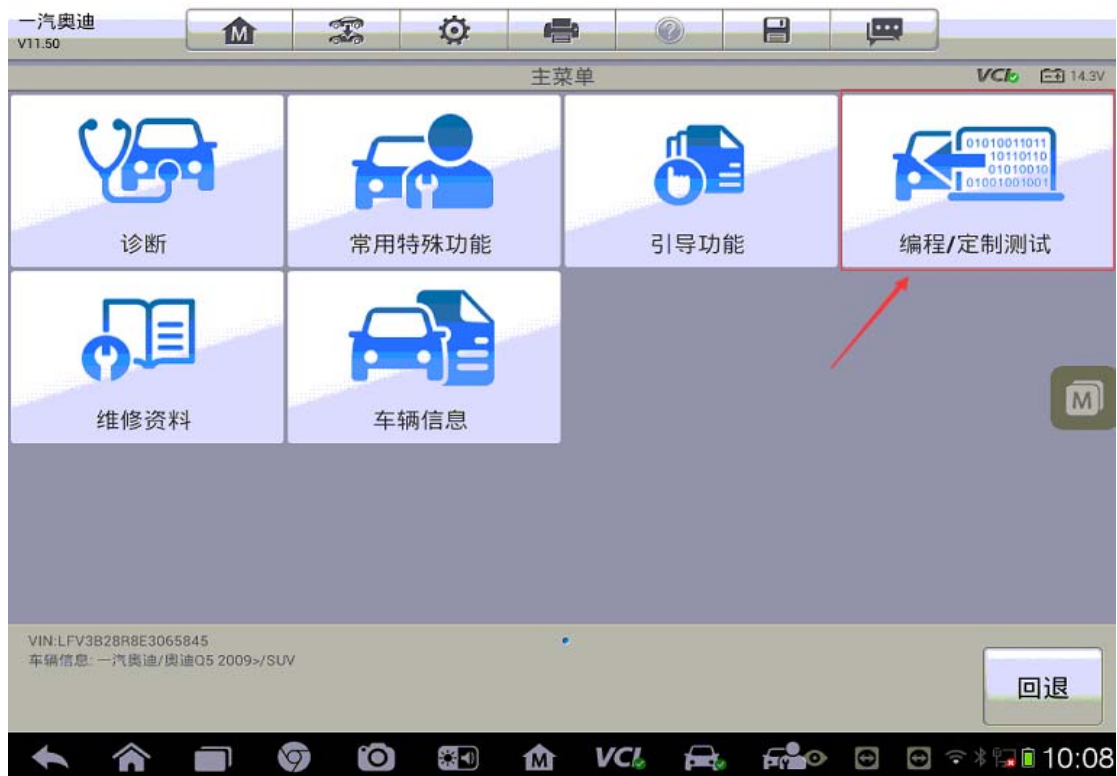 一汽奥迪
V11.50
M
主菜单
VCI 14.3V
01010011011
10110110
01010010
01001001001
诊断
常用特殊功能
引导功能
编程/定制测试
维修资料
车辆信息
M
VIN:LFV3B28R8E3065845
车辆信息: 一汽奥迪/奥迪Q5 2009>/SUV
回退
M
VCI
10:08